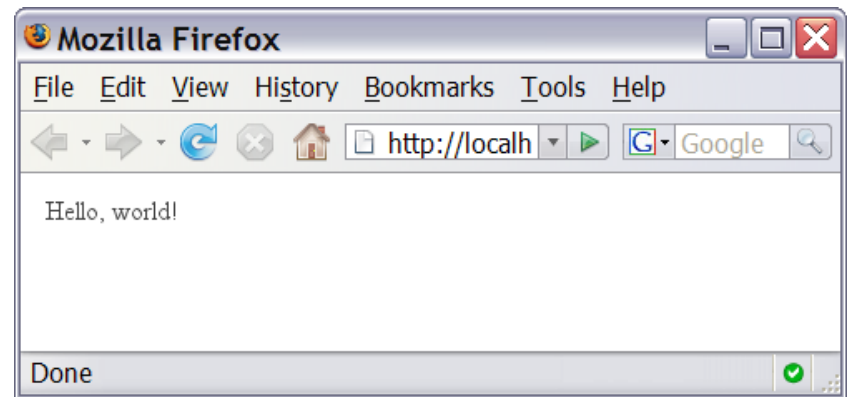 Mozilla Firefox
File Edit View History Bookmarks Tools Help
http://localh G Google
Hello, world!
Done